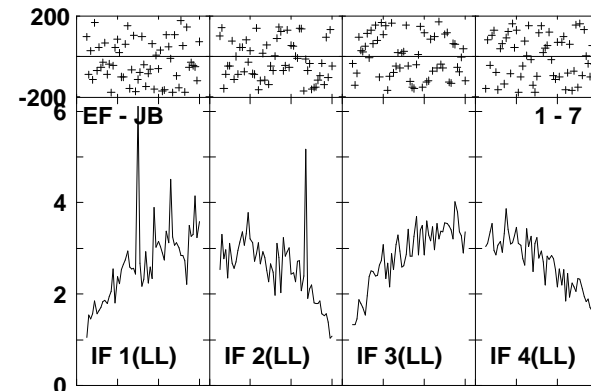 200
-200
6
EF - JB
1 - 7
4
2
IF 1(LL)
IF 2(LL)
IF 3(LL)
IF 4(LL)
0